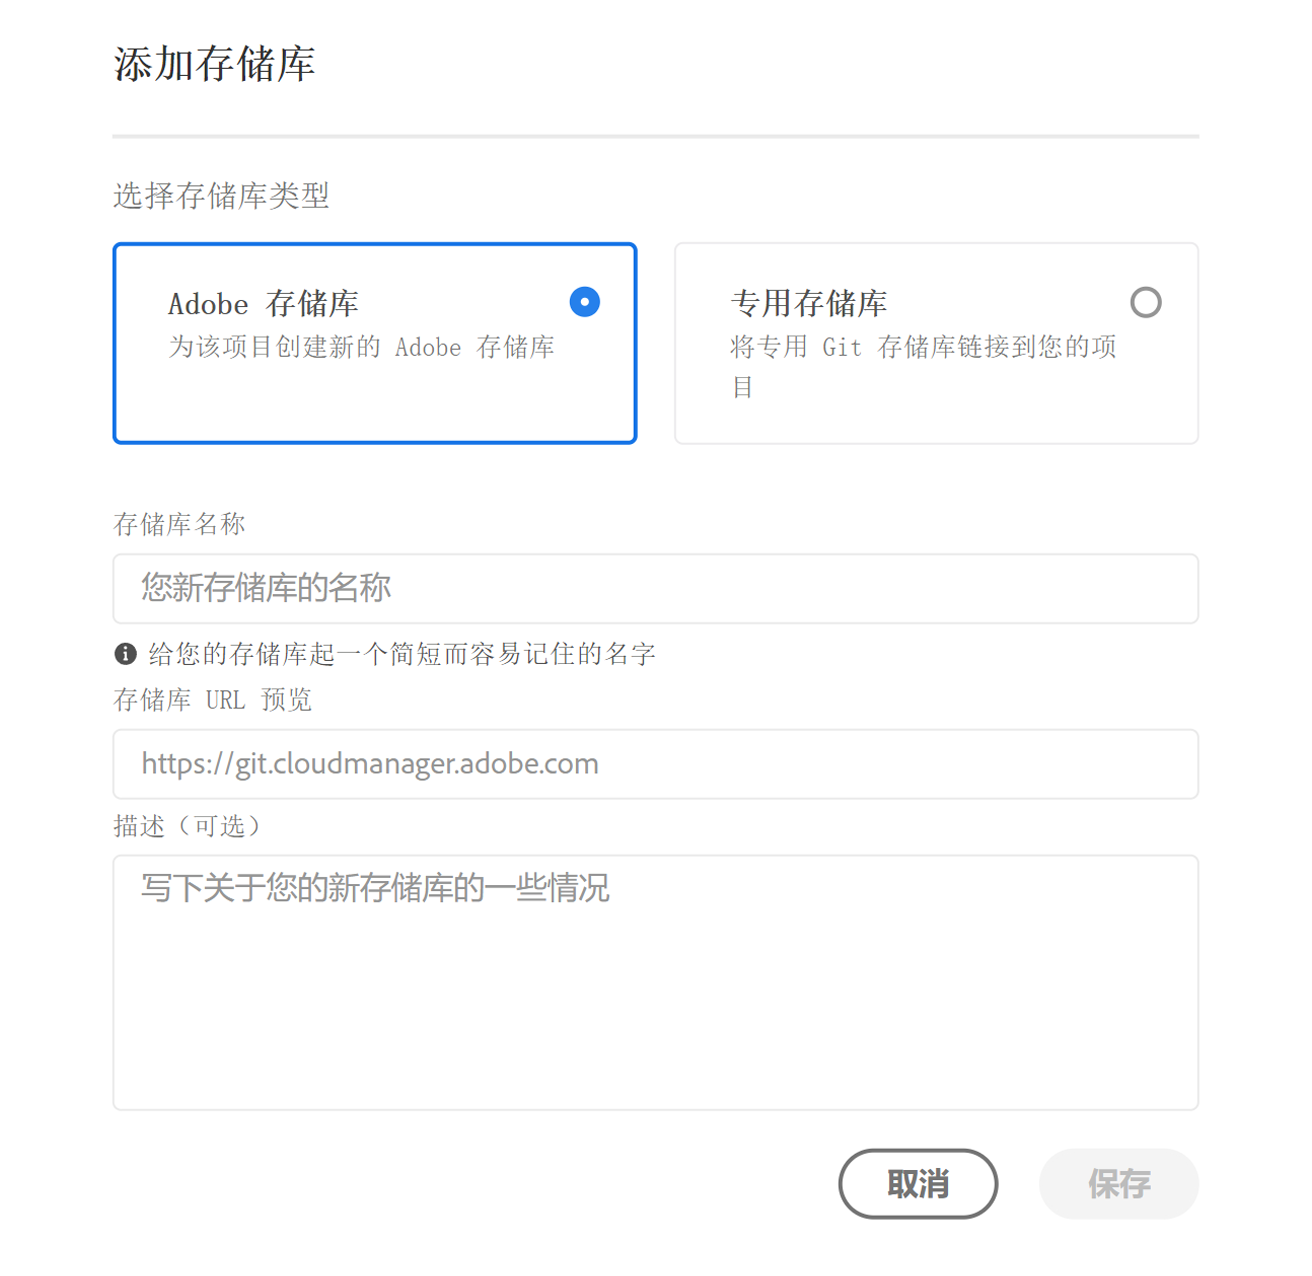 添加存储库
选择存储库类型
Adobe 存储库
为该项目创建新的 Adobe 存储库
专用存储库
将专用 Git 存储库链接到您的项
目
存储库名称
您新存储库的名称
给您的存储库起一个简短而容易记住的名字
存储库 URL 预览
https://git.cloudmanager.adobe.com
描述（可选）
写下关于您的新存储库的一些情况
取消
保存